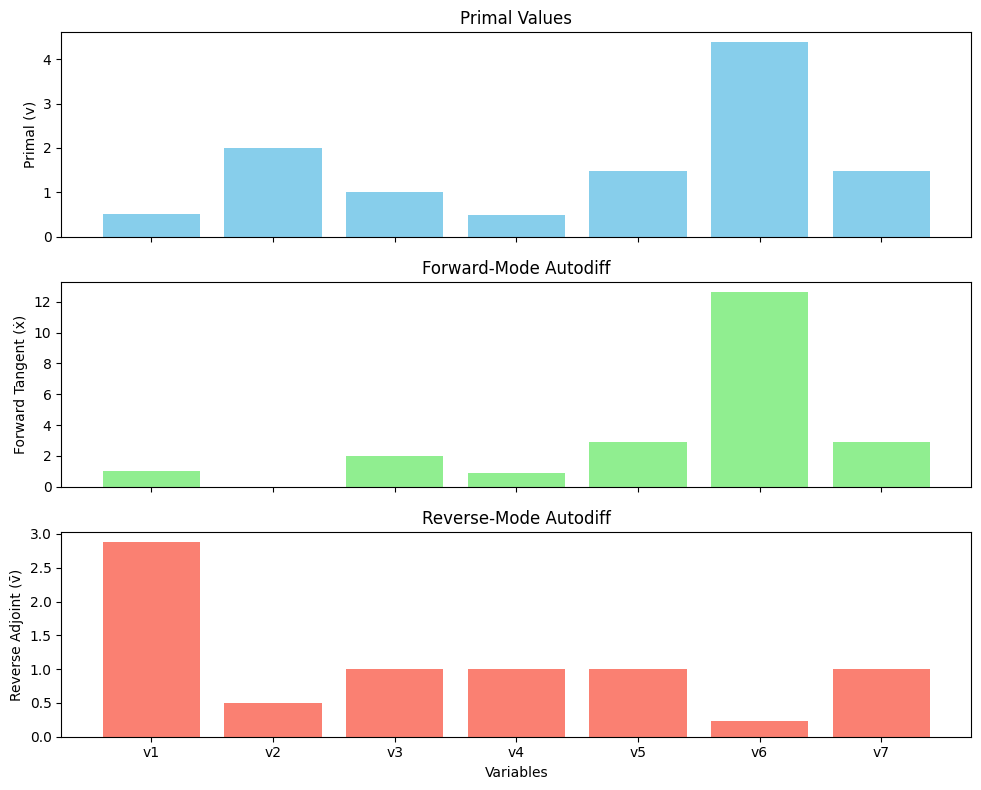 Primal Values
Primal (v)
4
3
2
1
0
Forward-Mode Autodiff
Forward Tangent (ẋ)
12
10
8
6
4
2
0
Reverse-Mode Autodiff
Reverse Adjoint (v̄)
3.0
2.5
2.0
1.5
1.0
0.5
0.0
v1 v2 v3 v4 v5 v6 v7
Variables